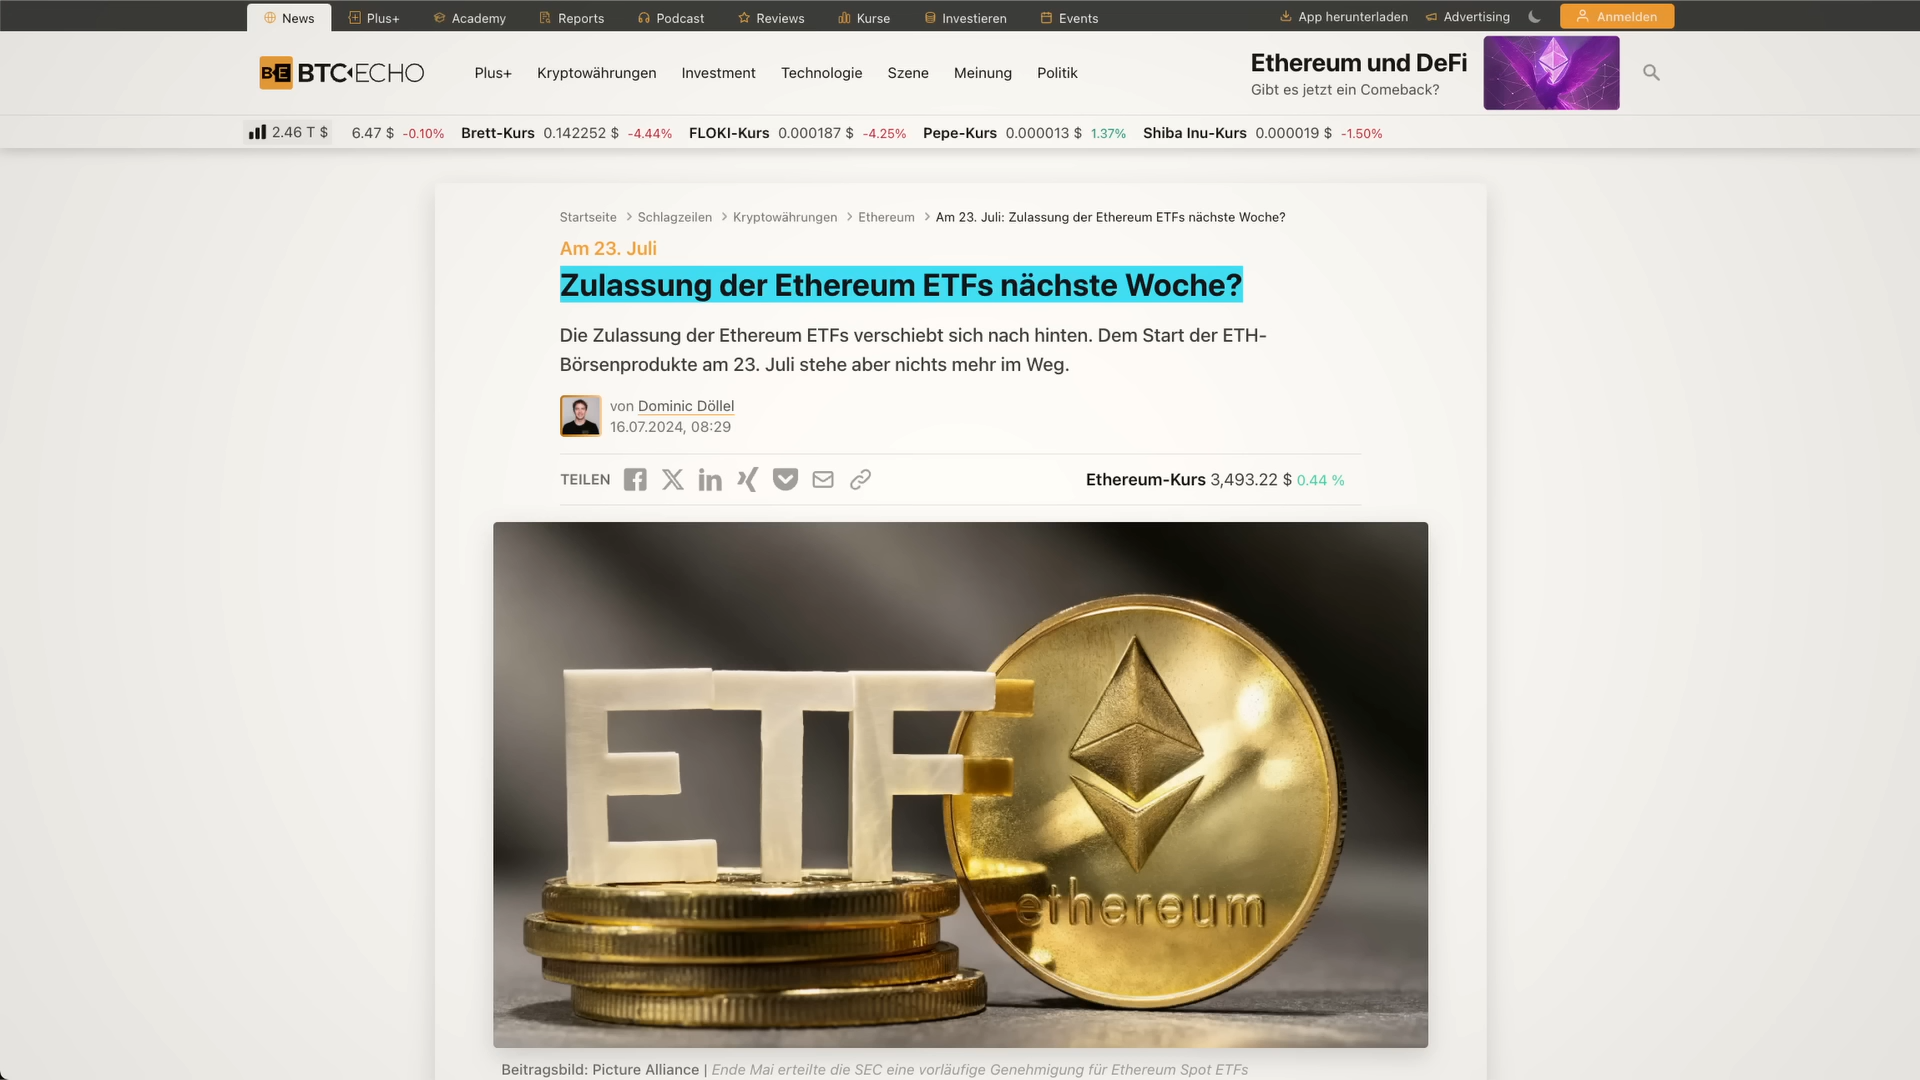 News
Plus+
Academy
Reports
Podcast
Reviews
Kurse
Investieren
Events
App herunterladen
Advertising
Anmelden
BE BTC ECHO
Plus+
Kryptowährungen
Investment
Technologie
Szene
Meinung
Politik
Ethereum und DeFi
Gibt es jetzt ein Comeback?
2.46 T $
6.47 $ -0.10%
Brett-Kurs 0.142252 $ -4.44%
FLOKI-Kurs 0.000187 $ -4.25%
Pepe-Kurs 0.000013 $ 1.37%
Shiba Inu-Kurs 0.000019 $ -1.50%
Startseite > Schlagzeilen > Kryptowährungen > Ethereum > Am 23. Juli: Zulassung der Ethereum ETFs nächste Woche?
Am 23. Juli
Zulassung der Ethereum ETFs nächste Woche?
Die Zulassung der Ethereum ETFs verschiebt sich nach hinten. Dem Start der ETH-
Börsenprodukte am 23. Juli stehe aber nichts mehr im Weg.
von Dominic Döllel
16.07.2024, 08:29
TEILEN
Ethereum-Kurs 3,493.22 $ 0.44 %
ETF
ethereum
Beitragsbild: Picture Alliance | Ende Mai erteilte die SEC eine vorläufige Genehmigung für Ethereum Spot ETFs